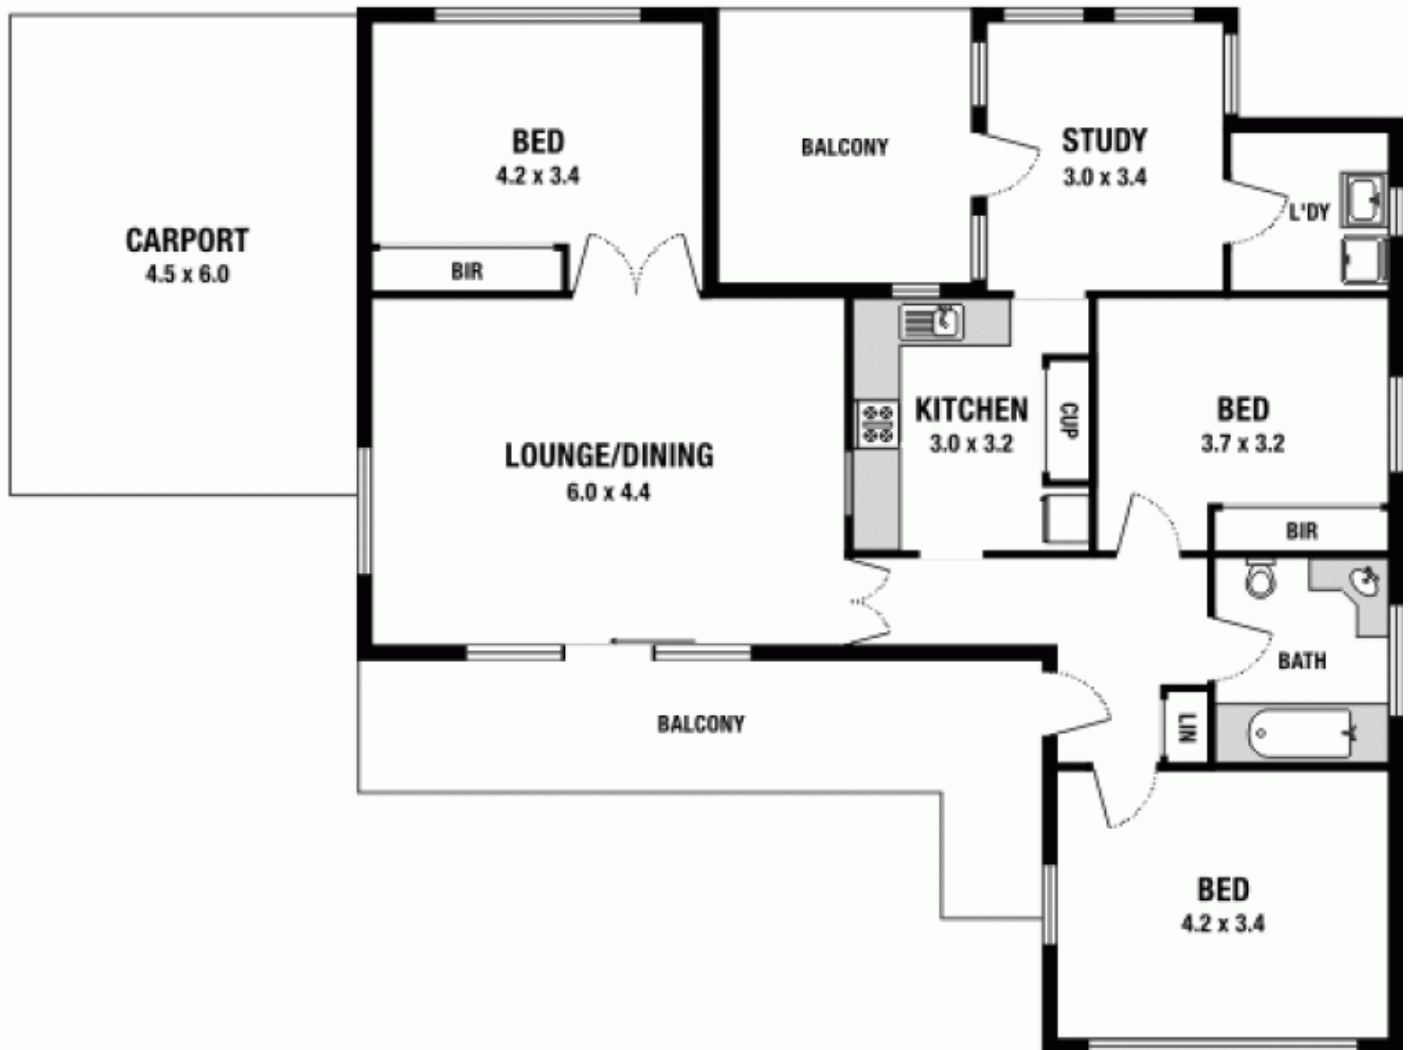 BED
4.2 x 3.4
BALCONY
STUDY
3.0 x 3.4
L'DY
CARPORT
4.5 x 6.0
BIR
LOUNGE/DINING
6.0 x 4.4
KITCHEN
3.0 x 3.2
CUP
BED
3.7 x 3.2
BIR
BATH
BALCONY
LIN
BED
4.2 x 3.4